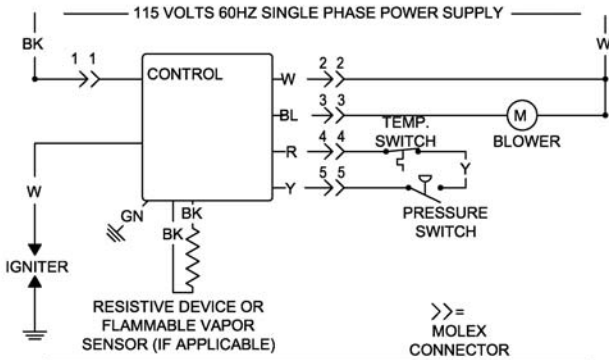 115 VOLTS 60HZ SINGLE PHASE POWER SUPPLY
BK
W
1 1
CONTROL
W
2 2
BL
3 3
M
BLOWER
TEMP.
SWITCH
R
4 4
Y
Y
5 5
PRESSURE
SWITCH
W
GN
BK
BK
IGNITER
RESISTIVE DEVICE OR
FLAMMABLE VAPOR
SENSOR (IF APPLICABLE)
>>=
MOLEX
CONNECTOR